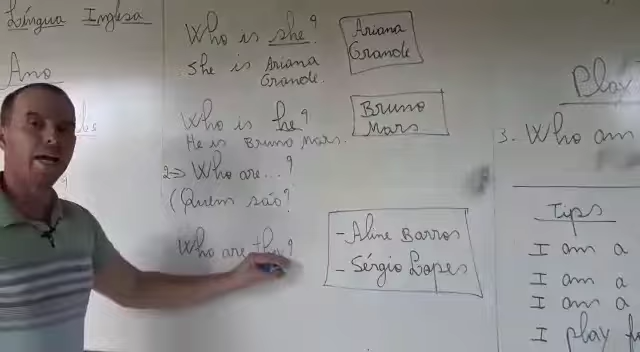 Língua Inglesa
Ano
Who is she?
She is Ariana
Grande.
Ariana
Grande
Who is he?
He is Bruno Mars.
Bruno
Mars
2=> Who are...?
(Quem são?
Who are they?
- Aline Barros
- Sérgio Lopes
Play
3. Who am
Tips
I am a
I am a
I am a
I play